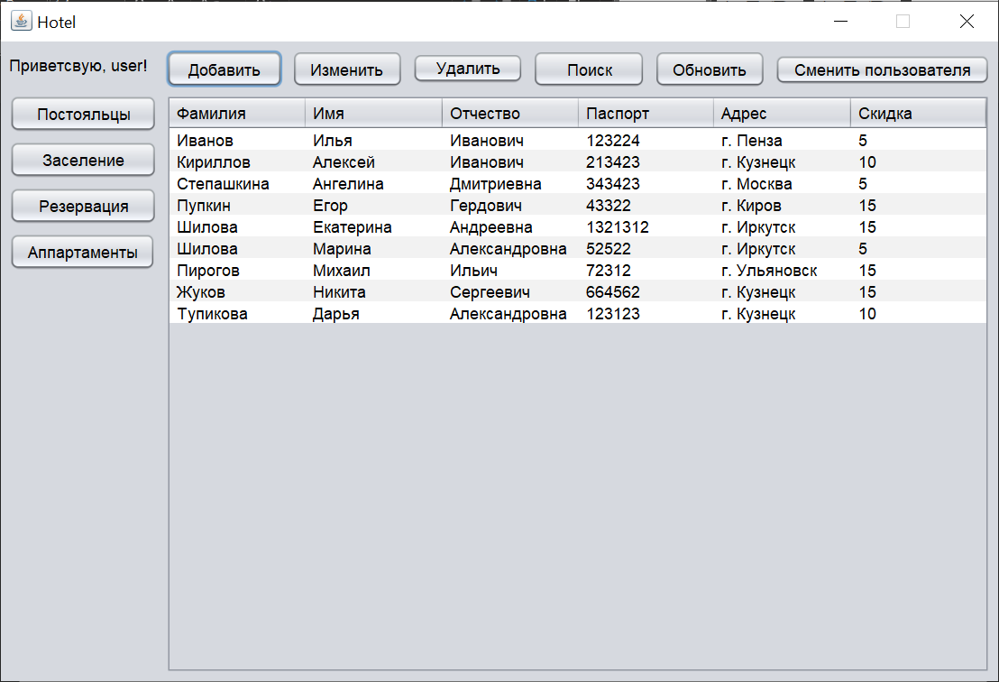 Hotel
Приветсвую, user! Добавить Изменить Удалить Поиск Обновить Сменить пользователя
Постояльцы
Заселение
Резервация
Аппартаменты
Фамилия Имя Отчество Паспорт Адрес Скидка
Иванов Илья Иванович 123224 г. Пенза 5
Кириллов Алексей Иванович 213423 г. Кузнецк 10
Степашкина Ангелина Дмитриевна 343423 г. Москва 5
Пупкин Егор Гердович 43322 г. Киров 15
Шилова Екатерина Андреевна 1321312 г. Иркутск 15
Шилова Марина Александровна 52522 г. Иркутск 5
Пирогов Михаил Ильич 72312 г. Ульяновск 15
Жуков Никита Сергеевич 664562 г. Кузнецк 15
Тупикова Дарья Александровна 123123 г. Кузнецк 10